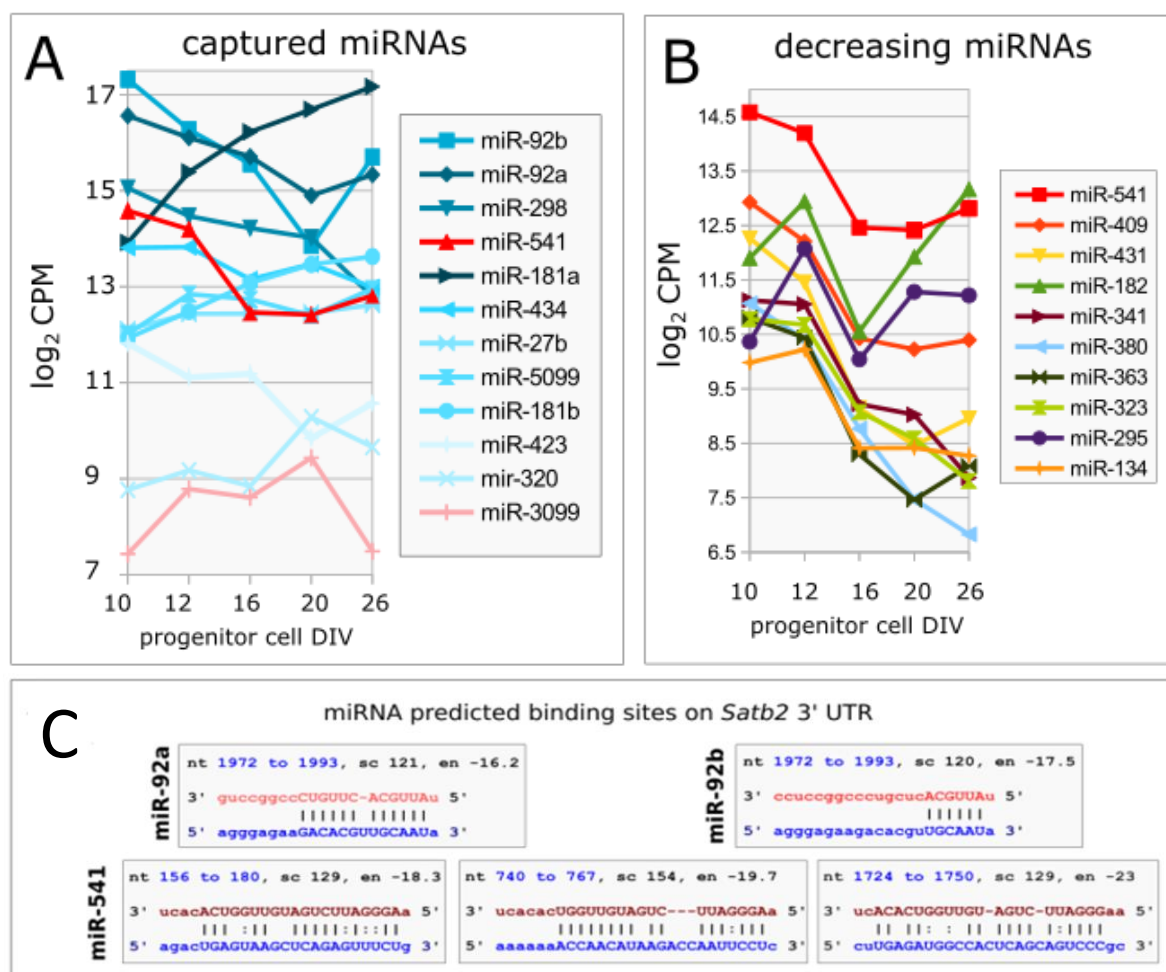 A
captured miRNAs
17
15
13
11
9
7
log2 CPM
10 12 16 20 26
progenitor cell DIV
miR-92b
miR-92a
miR-298
miR-541
miR-181a
miR-434
miR-27b
miR-5099
miR-181b
miR-423
mir-320
miR-3099
B
decreasing miRNAs
14.5
13.5
12.5
11.5
10.5
9.5
8.5
7.5
6.5
log2 CPM
10 12 16 20 26
progenitor cell DIV
miR-541
miR-409
miR-431
miR-182
miR-341
miR-380
miR-363
miR-323
miR-295
miR-134
C
miRNA predicted binding sites on Satb2 3' UTR
miR-92a
nt 1972 to 1993, sc 121, en -16.2
3' guccggccCUGUUC-ACGUUAu 5'
5' agggagaaGACACGUUGCAAUa 3'
miR-92b
nt 1972 to 1993, sc 120, en -17.5
3' ccuccggcccugcucACGUUAu 5'
5' agggagaagacacguUGCAAUa 3'
miR-541
nt 156 to 180, sc 129, en -18.3
3' ucacACUGGUUGUAGUCUUAGGGAa 5'
5' agacUGAGUAAGCUCAGAGUUUCUg 3'
nt 740 to 767, sc 154, en -19.7
3' ucacacUGGUUGUAGUC---UUAGGGAa 5'
5' aaaaaaACCAACAUAAGACCAAUUCCUc 3'
nt 1724 to 1750, sc 129, en -23
3' ucACACUGGUUGU-AGUC-UUAGGGaa 5'
5' cuUGAGAUGGCCACUCAGCAGUCCCgc 3'